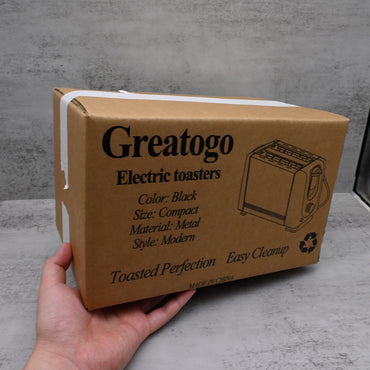 Greatogo
Electric toasters
Color: Black
Size: Compact
Material: Metal
Style: Modern
Toasted Perfection Easy Cleanup
MADE IN CHINA